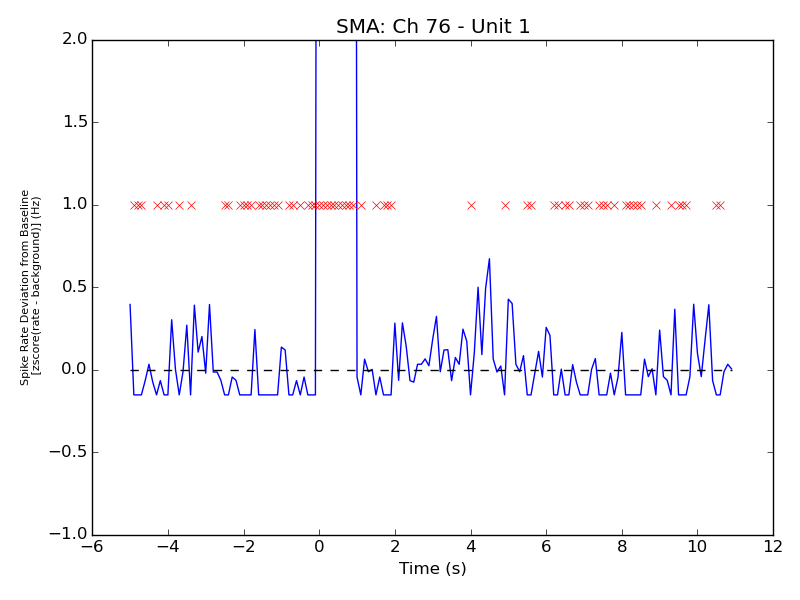 SMA: Ch 76 - Unit 1
2.0
1.5
1.0
0.5
0.0
−0.5
−1.0
Spike Rate Deviation from Baseline
[zscore(rate - background)] (Hz)
−6 −4 −2 0 2 4 6 8 10 12
Time (s)